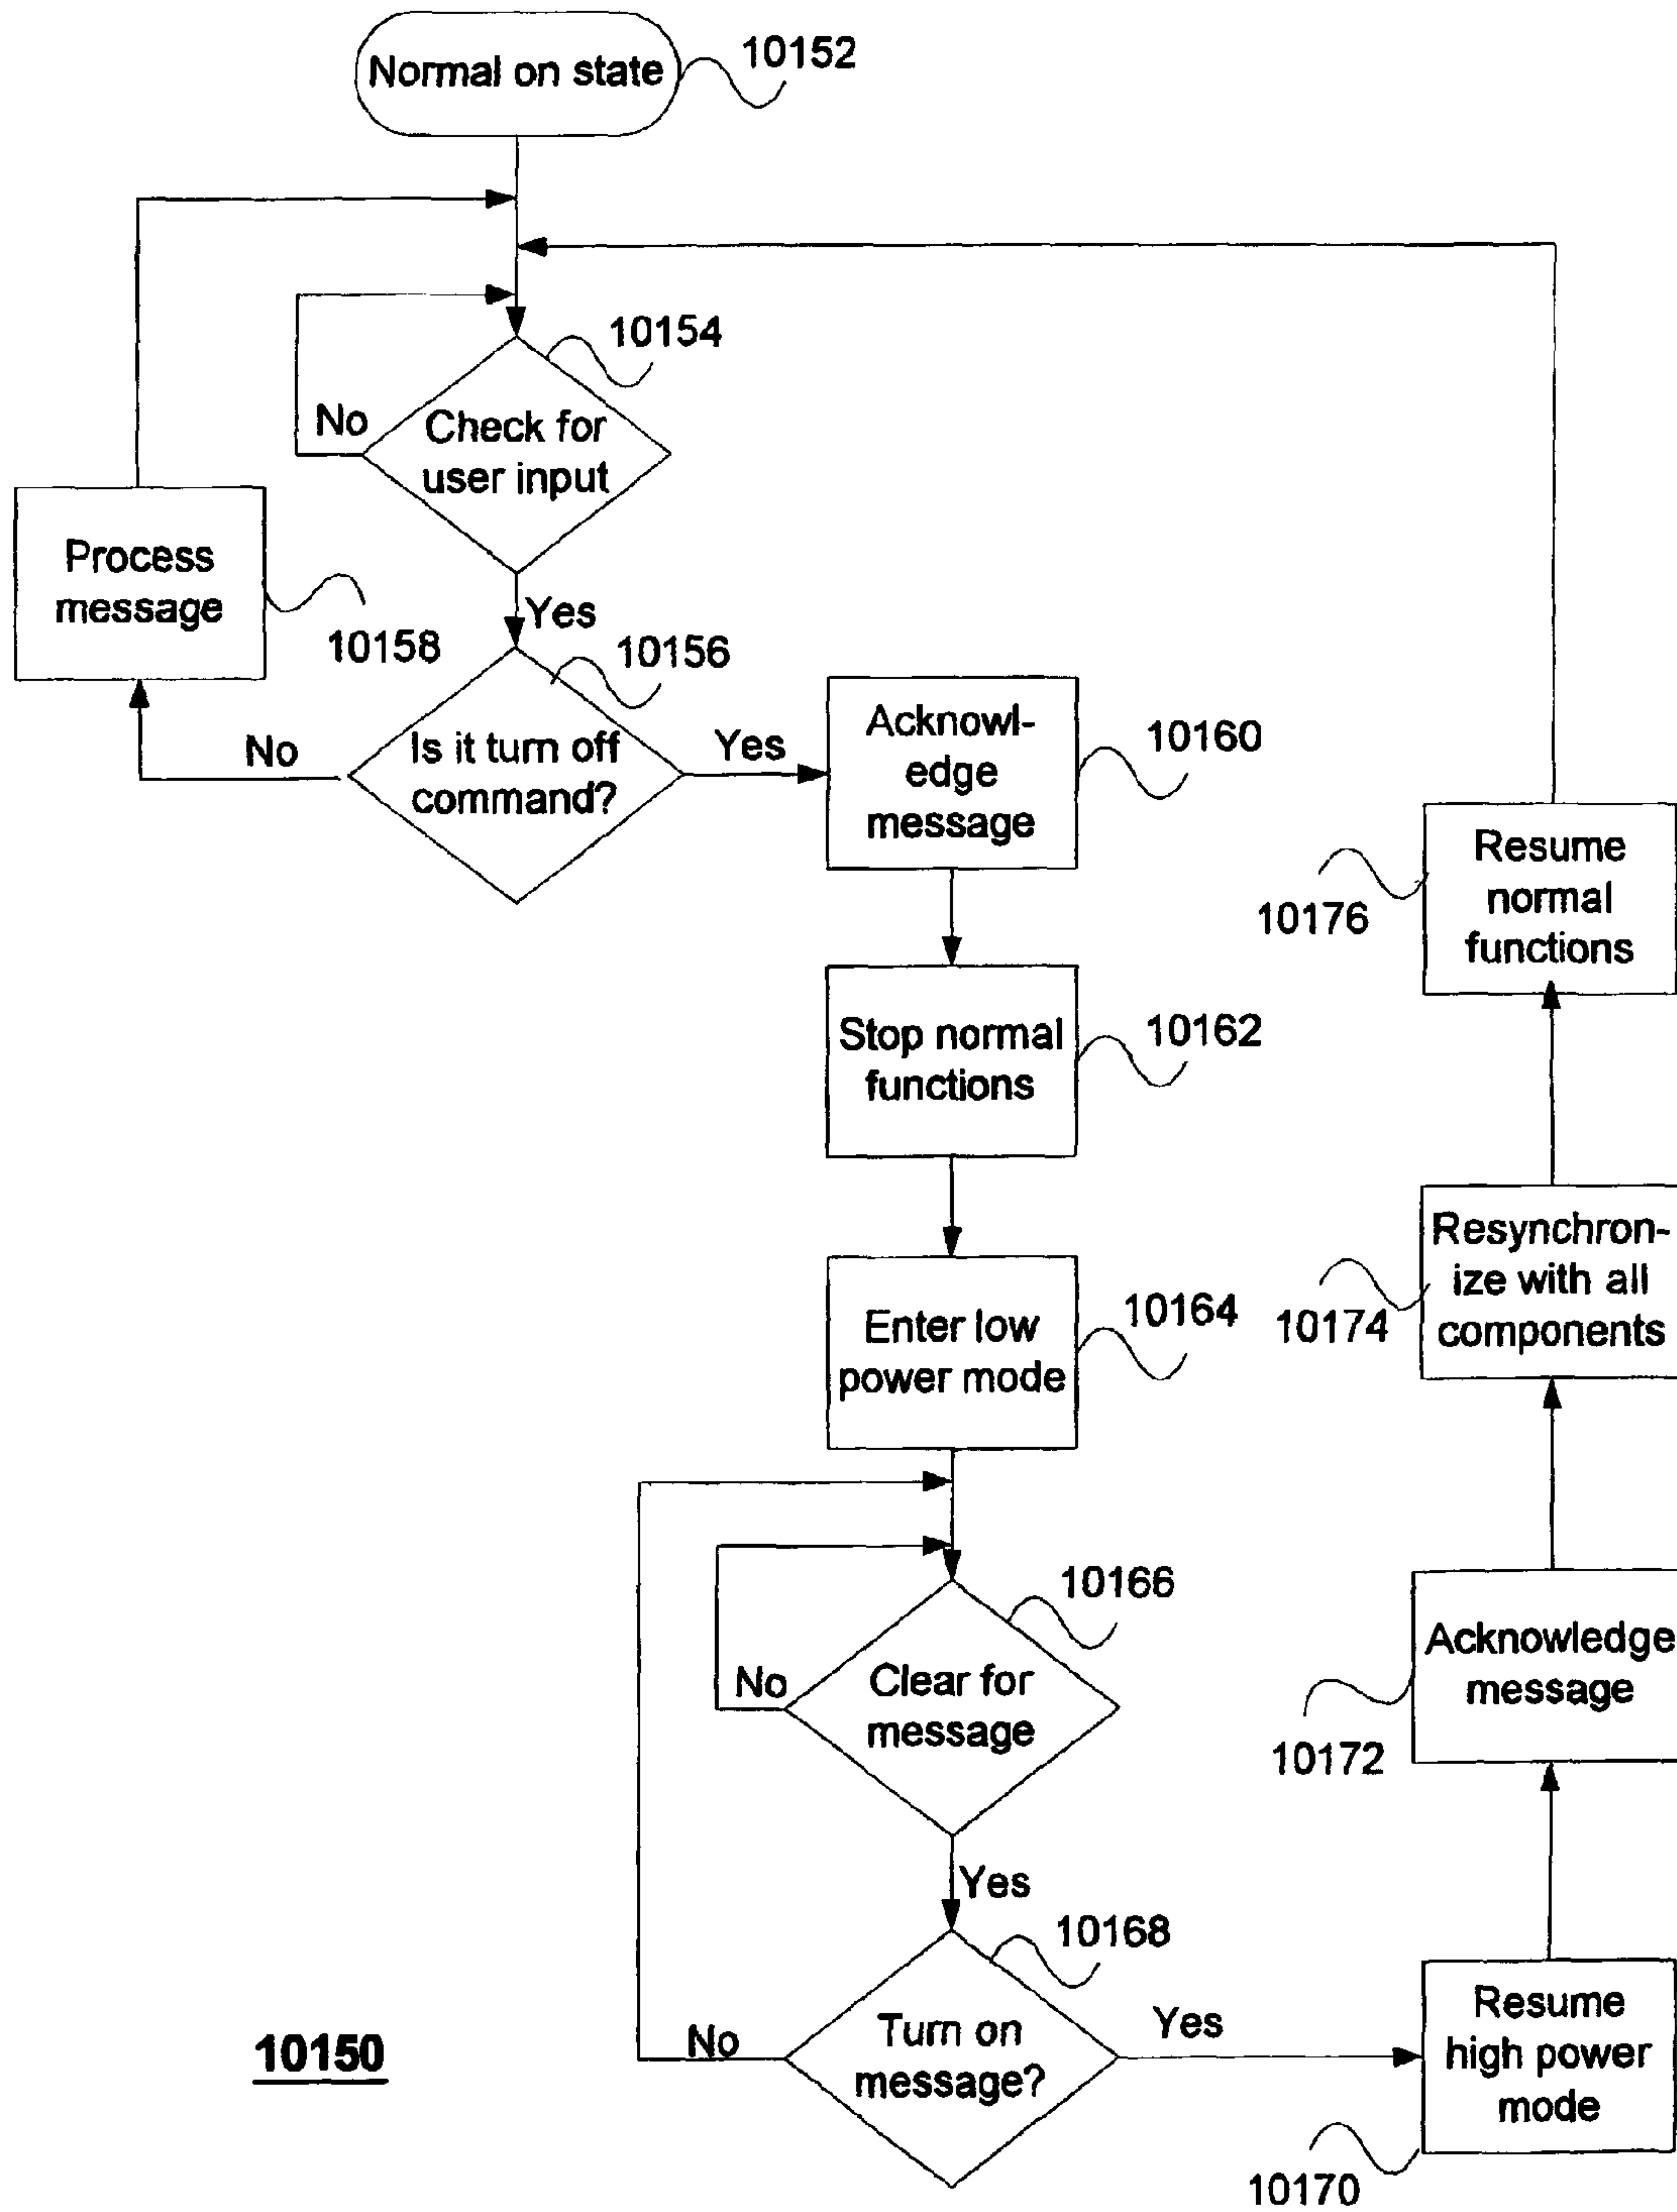 Normal on state
10152
10154
No
Check for
user input
Process
message
10158
Yes
10156
No
Is it turn off
command?
Yes
Acknowl-
edge
message
10160
Resume
normal
functions
10176
Stop normal
functions
10162
Resynchron-
ize with all
components
10174
Enter low
power mode
10164
10166
No
Clear for
message
Acknowledge
message
10172
Yes
10168
No
Turn on
message?
Yes
Resume
high power
mode
10170
10150